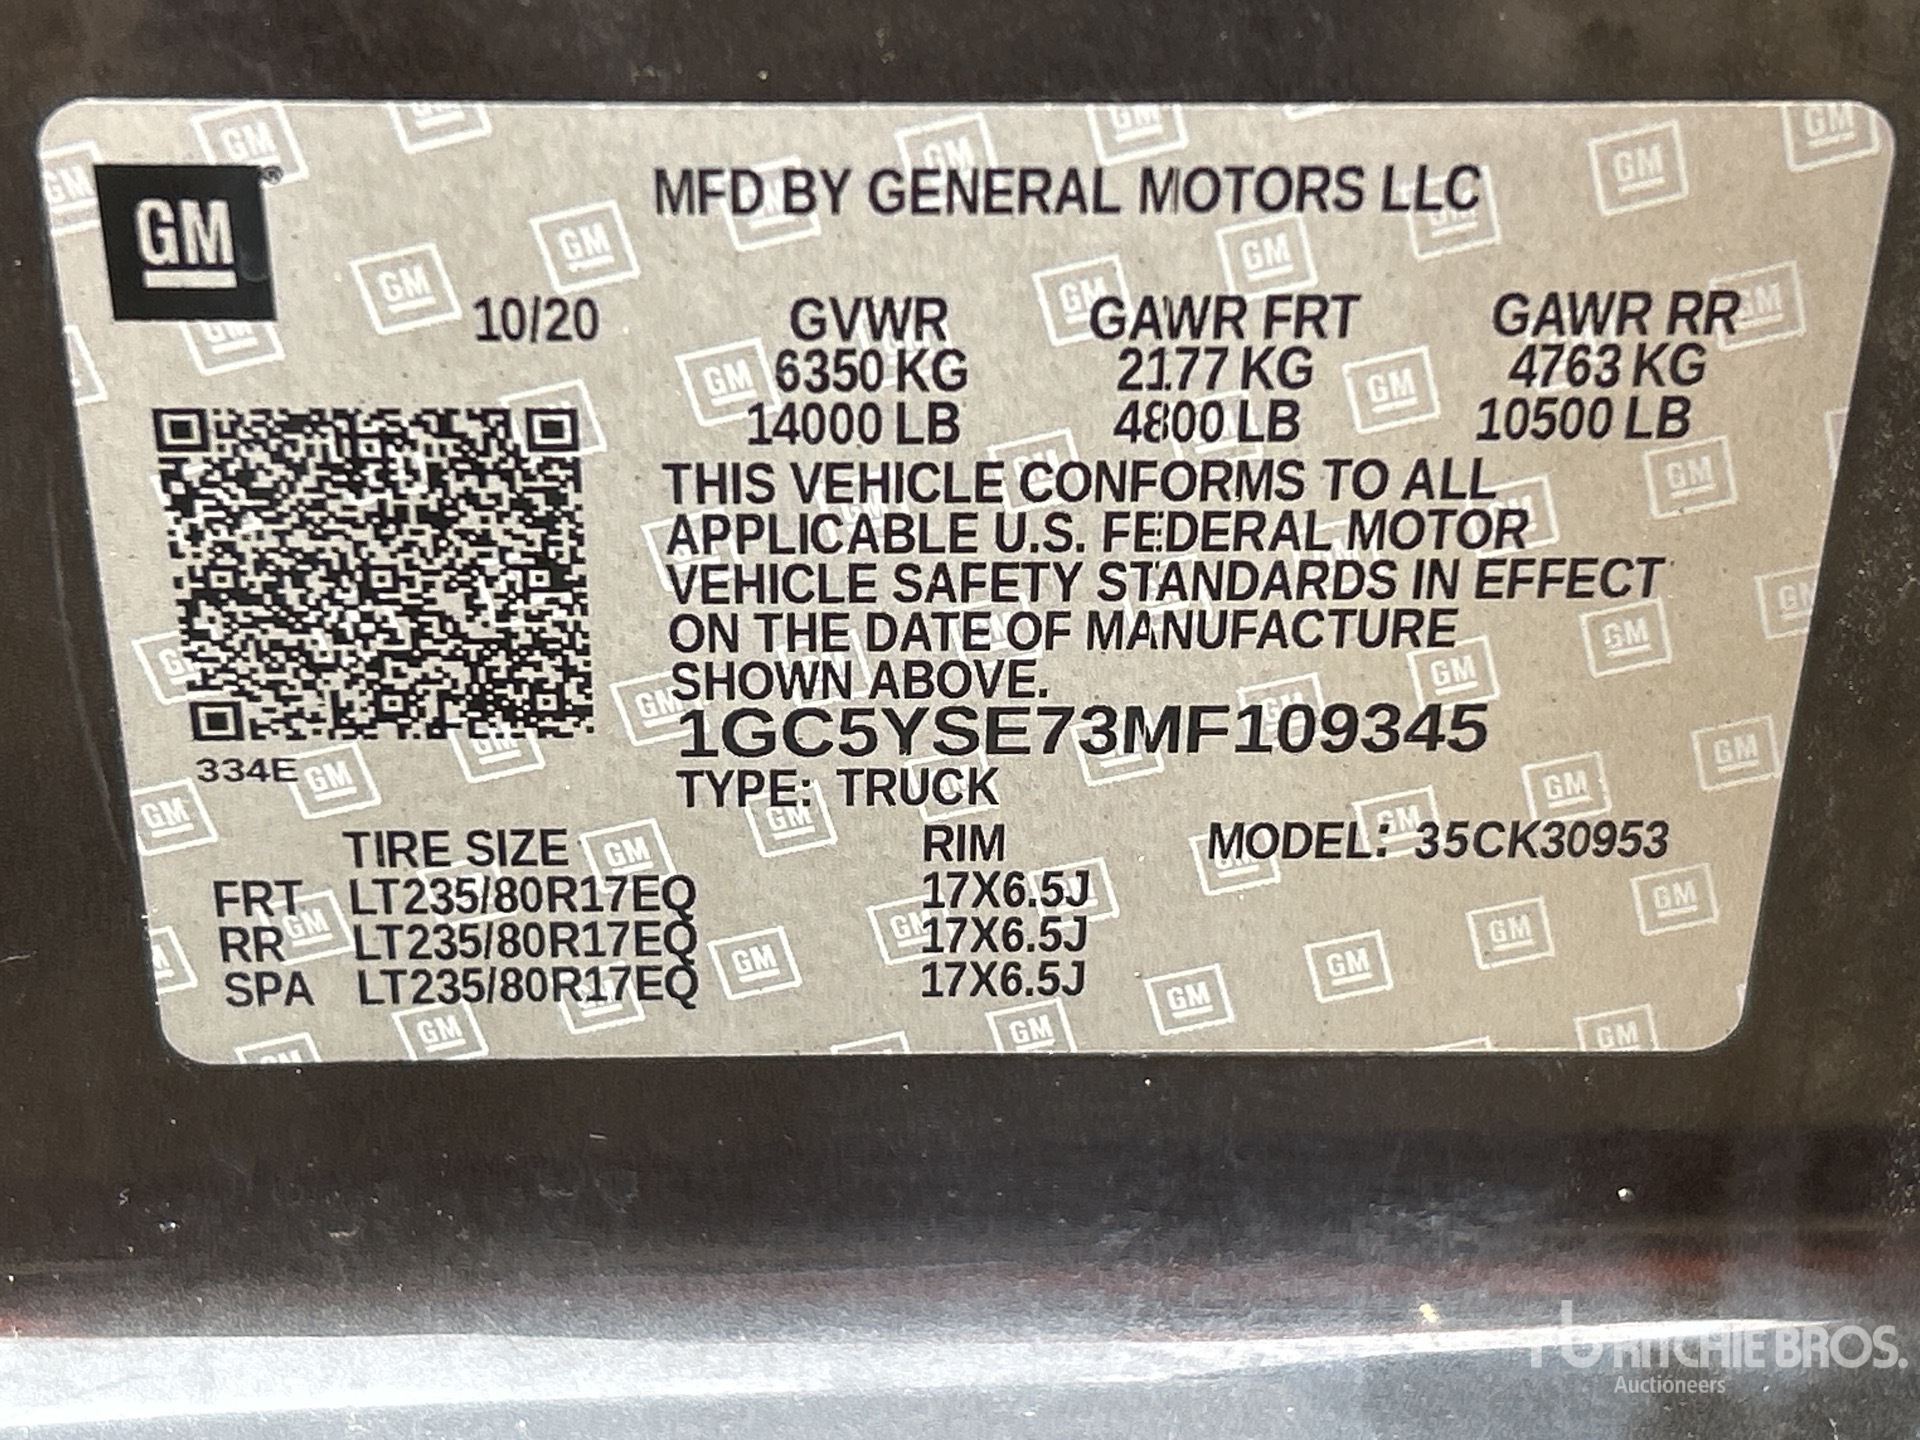 GM®
MFD BY GENERAL MOTORS LLC
10/20 GVWR GAWR FRT GAWR RR
6350 KG 2177 KG 4763 KG
14000 LB 4800 LB 10500 LB
THIS VEHICLE CONFORMS TO ALL
APPLICABLE U.S. FEDERAL MOTOR
VEHICLE SAFETY STANDARDS IN EFFECT
ON THE DATE OF MANUFACTURE
SHOWN ABOVE.
1GC5YSE73MF109345
334E
TYPE: TRUCK
TIRE SIZE RIM MODEL: 35CK30953
FRT LT235/80R17EQ 17X6.5J
RR LT235/80R17EQ 17X6.5J
SPA LT235/80R17EQ 17X6.5J
RITCHIE BROS.
Auctioneers